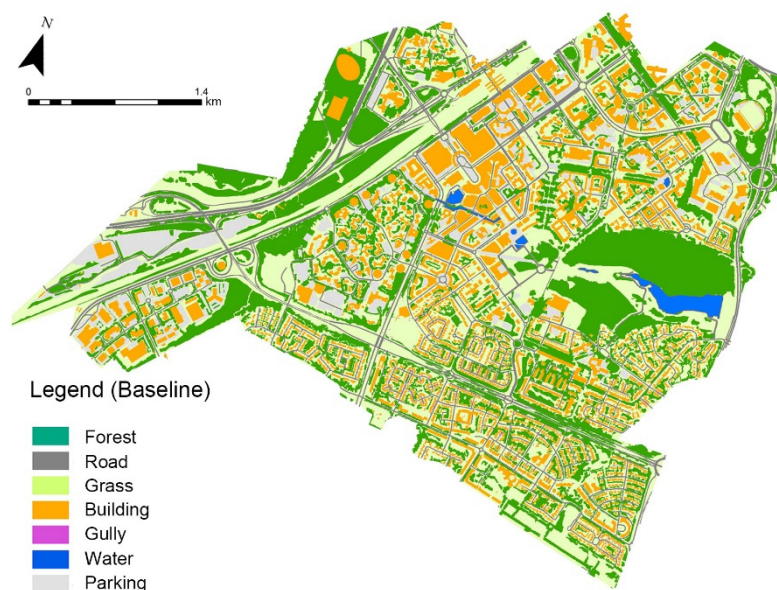 N
0
1.4
km
Legend (Baseline)
Forest
Road
Grass
Building
Gully
Water
Parking